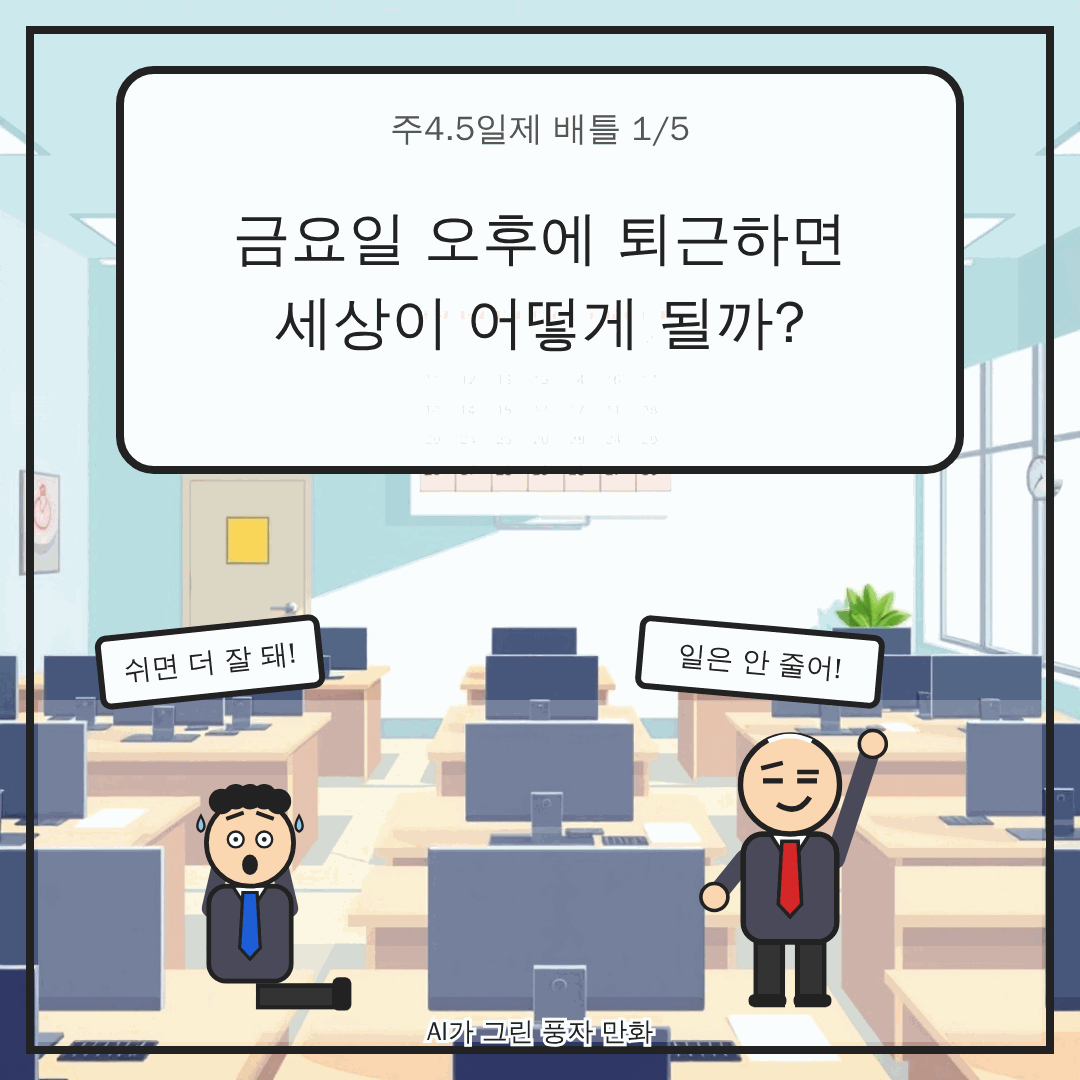 주4.5일제 배틀 1/5
금요일 오후에 퇴근하면
세상이 어떻게 될까?
쉬면 더 잘 돼!
일은 안 줄어!
AI가 그린 풍자 만화